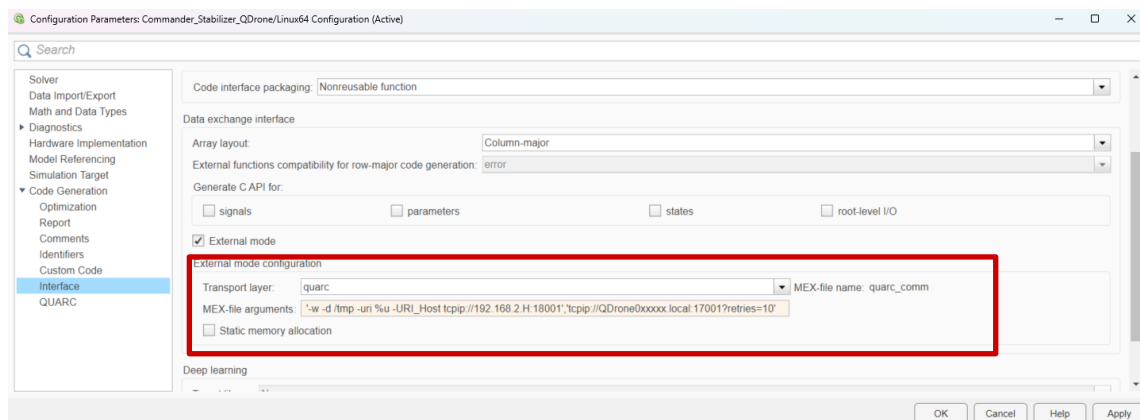 Configuration Parameters: Commander_Stabilizer_QDrone/Linux64 Configuration (Active)
Search
Solver
Data Import/Export
Math and Data Types
Diagnostics
Hardware Implementation
Model Referencing
Simulation Target
Code Generation
Optimization
Report
Comments
Identifiers
Custom Code
Interface
QUARC
Code interface packaging: Nonreusable function
Data exchange interface
Array layout: Column-major
External functions compatibility for row-major code generation: error
Generate C API for:
signals parameters states root-level I/O
External mode
External mode configuration
Transport layer: quarc MEX-file name: quarc_comm
MEX-file arguments: '-w -d /tmp -uri %u -URI_Host tcpip://192.168.2.H:18001','tcpip://QDrone0xxxxx.local:17001?retries=10'
Static memory allocation
Deep learning
OK Cancel Help Apply